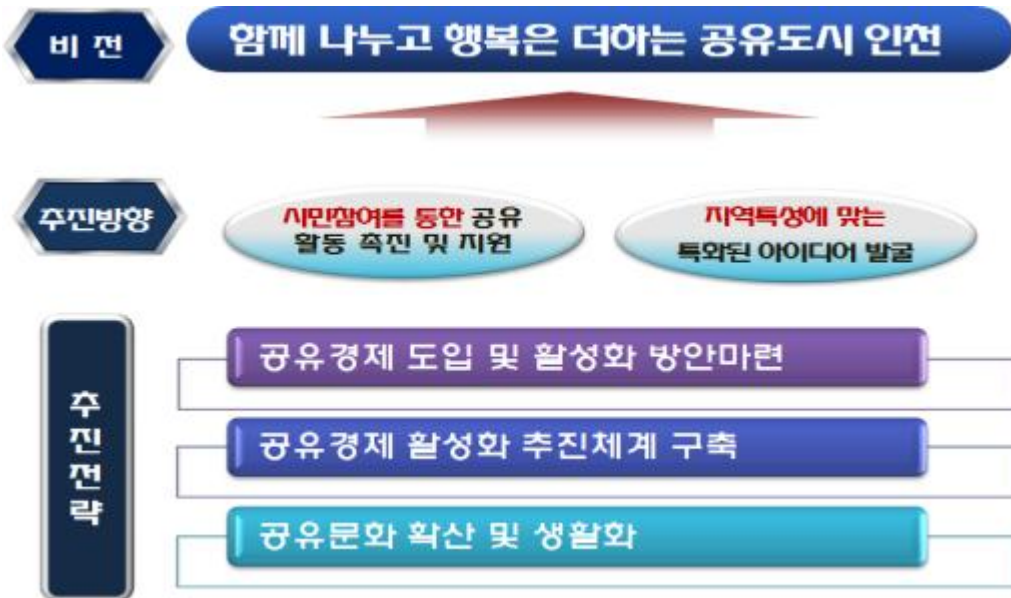 비 전
함께 나누고 행복은 더하는 공유도시 인천
추진방향
시민참여를 통한 공유
활동 촉진 및 지원
지역특성에 맞는
특화된 아이디어 발굴
추진전략
공유경제 도입 및 활성화 방안마련
공유경제 활성화 추진체계 구축
공유문화 확산 및 생활화